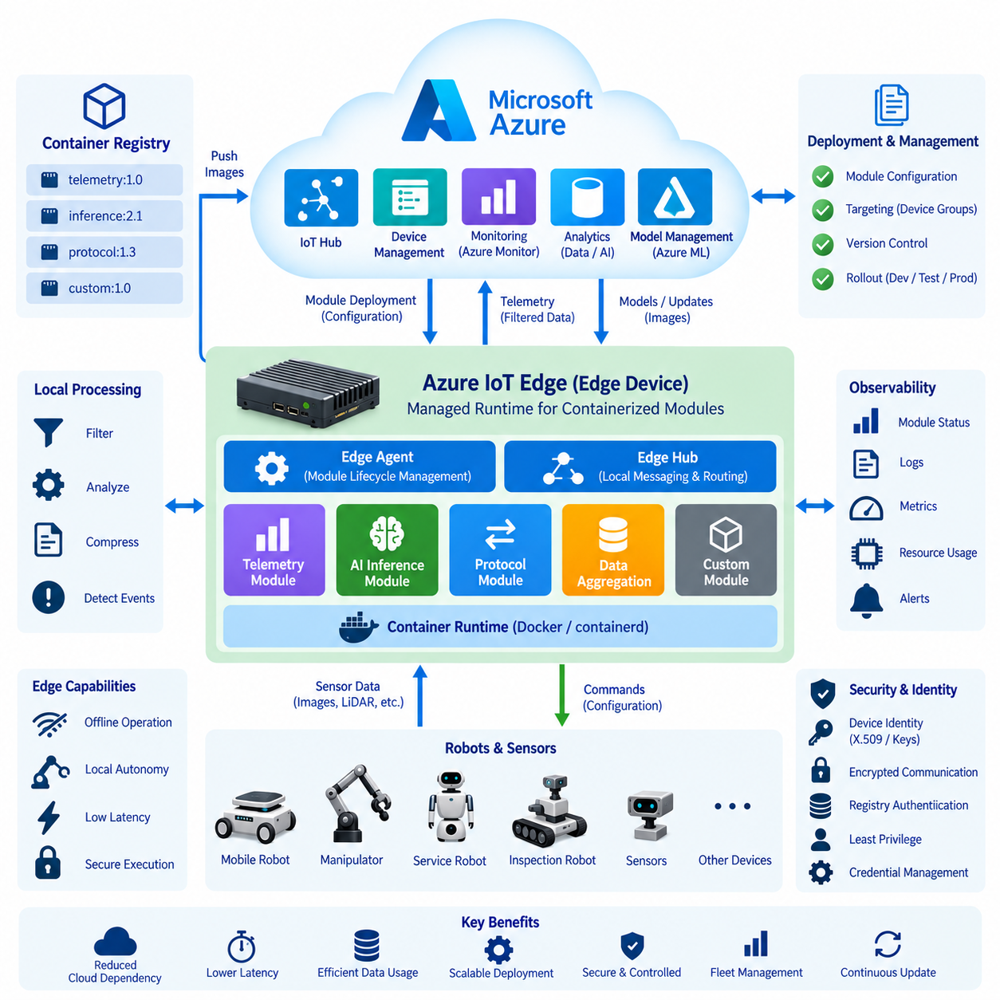 Microsoft
Azure
Container Registry
telemetry:1.0
inference:2.1
protocol:1.3
custom:1.0
Push
Images
IoT Hub
Device
Management
Monitoring
(Azure Monitor)
Analytics
(Data / AI)
Model Management
(Azure ML)
Deployment & Management
Module Configuration
Targeting (Device Groups)
Version Control
Rollout (Dev / Test / Prod)
Module Deployment
(Configuration)
Telemetry
(Filtered Data)
Models / Updates
(Images)
Local Processing
Filter
Analyze
Compress
Detect Events
Azure IoT Edge (Edge Device)
Managed Runtime for Containerized Modules
Edge Agent
(Module Lifecycle Management)
Edge Hub
(Local Messaging & Routing)
Telemetry
Module
AI Inference
Module
Protocol
Module
Data
Aggregation
Custom
Module
Container Runtime (Docker / containerd)
Observability
Module Status
Logs
Metrics
Resource Usage
Alerts
Edge Capabilities
Offline Operation
Local Autonomy
Low Latency
Secure Execution
Sensor Data
(Images, LiDAR, etc.)
Commands
(Configuration)
Robots & Sensors
Mobile Robot
Manipulator
Service Robot
Inspection Robot
Sensors
Other Devices
Security & Identity
Device Identity
(X.509 / Keys)
Encrypted Communication
Registry Authentication
Least Privilege
Credential Management
Key Benefits
Reduced
Cloud Dependency
Lower Latency
Efficient Data Usage
Scalable Deployment
Secure & Controlled
Fleet Management
Continuous Update